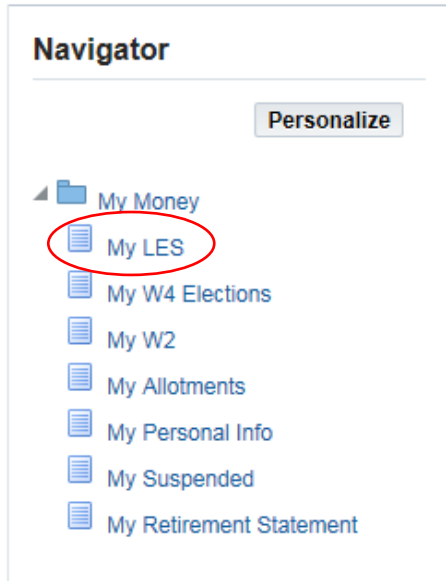 Navigator
Personalize
My Money
My LES
My W4 Elections
My W2
My Allotments
My Personal Info
My Suspended
My Retirement Statement